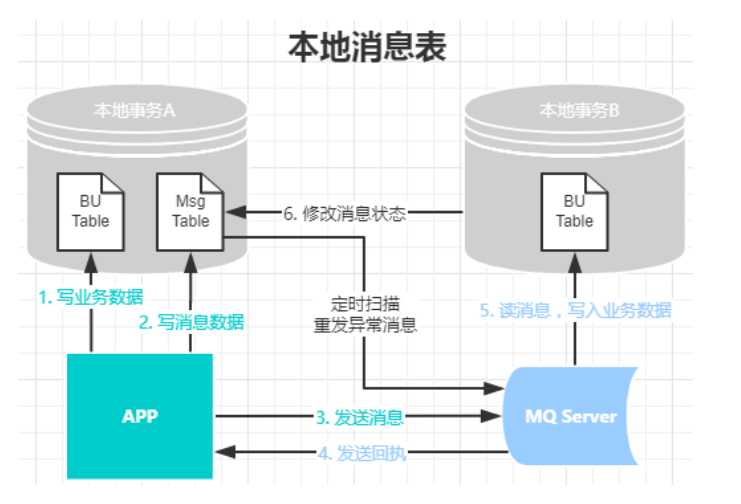 本地消息表
本地事务A
本地事务B
BU
Table
Msg
Table
BU
Table
6. 修改消息状态
1. 写业务数据
2. 写消息数据
定时扫描
重发异常消息
5. 读消息，写入业务数据
APP
3. 发送消息
MQ Server
4. 发送回执